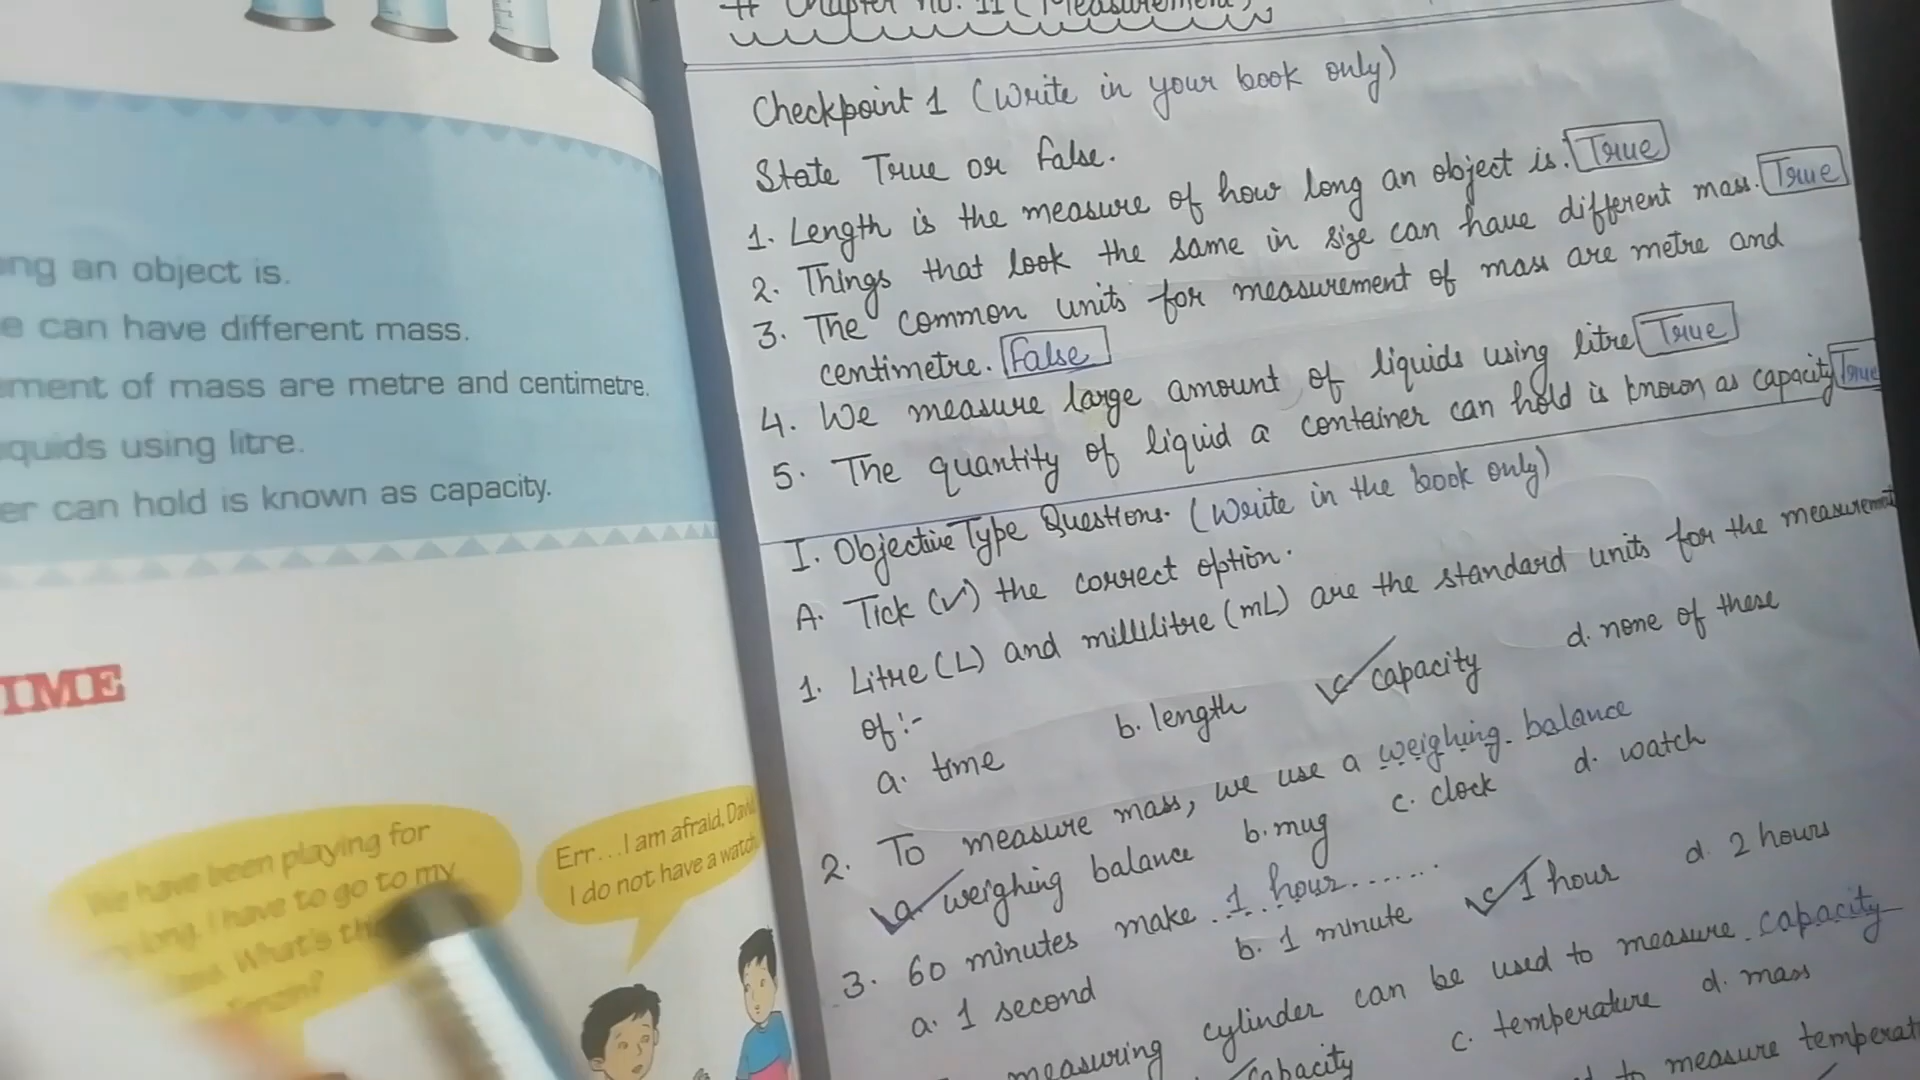 ng an object is.
e can have different mass.
ment of mass are metre and centimetre.
quids using litre.
er can hold is known as capacity.
IME
We have been playing for
long. I have to go to my
What's the
Err...I am afraid, David
I do not have a watch
# Chapter no. 11 (Measurement)
Checkpoint 1 (Write in your book only)
State True or False.
1. Length is the measure of how long an object is. True
2. Things that look the same in size can have different mass. True
3. The common units for measurement of mass are metre and
centimetre. False
4. We measure large amount of liquids using litre True
5. The quantity of liquid a container can hold is known as capacity True
I. Objective Type Questions. (Write in the book only)
A. Tick (✓) the correct option.
1. Litre (L) and millilitre (mL) are the standard units for the measurement
of:-
a. time b. length ✓c. capacity d. none of these
2. To measure mass, we use a weighing balance
✓a. weighing balance b. mug c. clock d. watch
3. 60 minutes make ..1 hour.......
a. 1 second b. 1 minute ✓c 1 hour d. 2 hours
measuring cylinder can be used to measure capacity
capacity c. temperature d. mass
to measure temperat